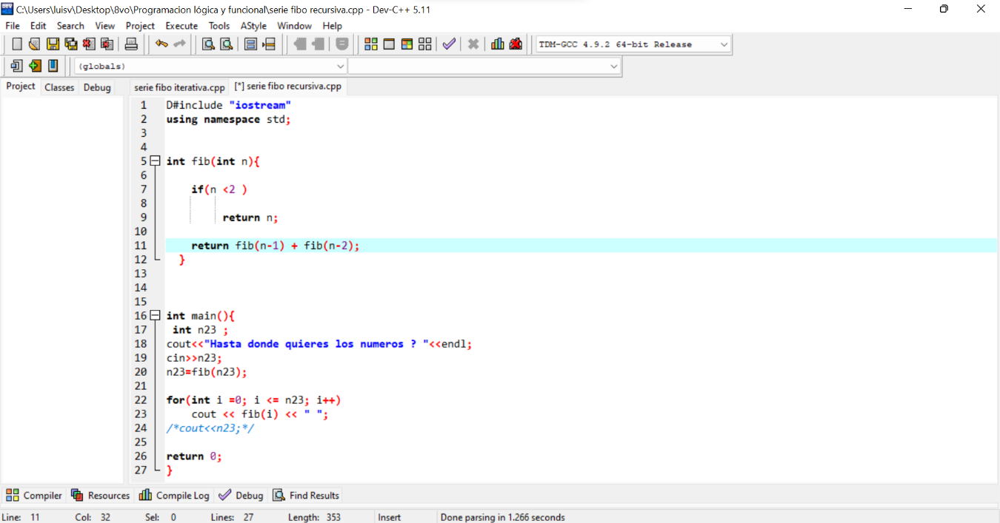 C:\Users\luisv\Desktop\8vo\Programacion lógica y funcional\serie fibo recursiva.cpp - Dev-C++ 5.11
File Edit Search View Project Execute Tools AStyle Window Help
TDM-GCC 4.9.2 64-bit Release
(globals)
Project Classes Debug serie fibo iterativa.cpp [*] serie fibo recursiva.cpp
1 D#include "iostream"
2 using namespace std;
3
4
5 int fib(int n){
6
7 if(n <2 )
8
9 return n;
10
11 return fib(n-1) + fib(n-2);
12 }
13
14
15
16 int main(){
17 int n23 ;
18 cout<<"Hasta donde quieres los numeros ? "<<endl;
19 cin>>n23;
20 n23=fib(n23);
21
22 for(int i =0; i <= n23; i++)
23 cout << fib(i) << " ";
24 /*cout<<n23;*/
25
26 return 0;
27 }
Compiler Resources Compile Log Debug Find Results
Line: 11 Col: 32 Sel: 0 Lines: 27 Length: 353 Insert Done parsing in 1.266 seconds